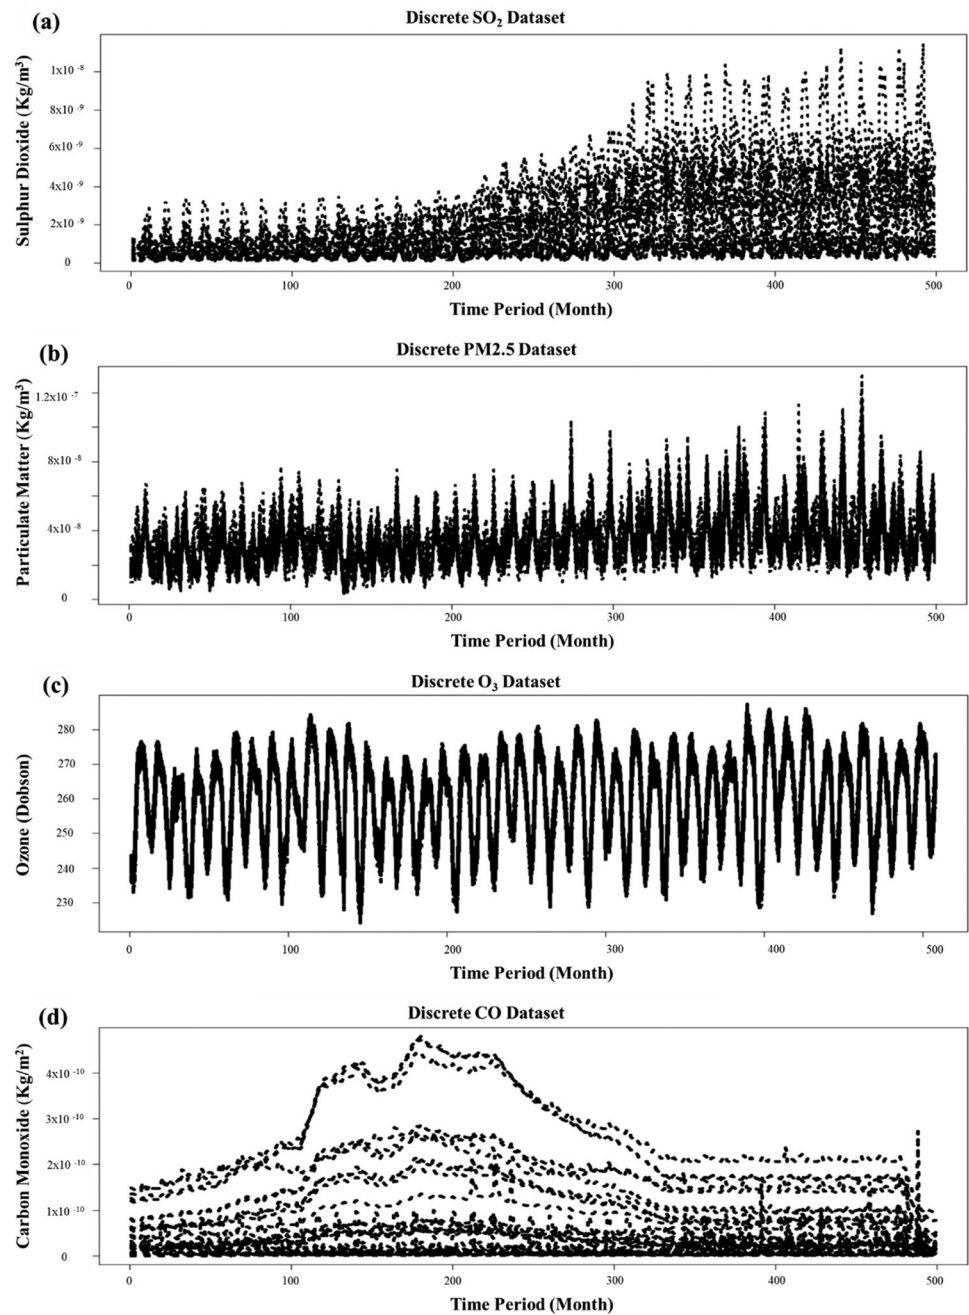 (a)
Discrete SO₂ Dataset
Sulphur Dioxide (Kg/m³)
1x10 -8
8x10 -9
6x10 -9
4x10 -9
2x10 -9
0
0 100 200 300 400 500
Time Period (Month)
(b)
Discrete PM2.5 Dataset
Particulate Matter (Kg/m³)
1.2x10 -7
8x10 -8
4x10 -8
0
0 100 200 300 400 500
Time Period (Month)
(c)
Discrete O₃ Dataset
Ozone (Dobson)
280
270
260
250
240
230
0 100 200 300 400 500
Time Period (Month)
(d)
Discrete CO Dataset
Carbon Monoxide (Kg/m²)
4x10 -10
3x10 -10
2x10 -10
1x10 -10
0
0 100 200 300 400 500
Time Period (Month)